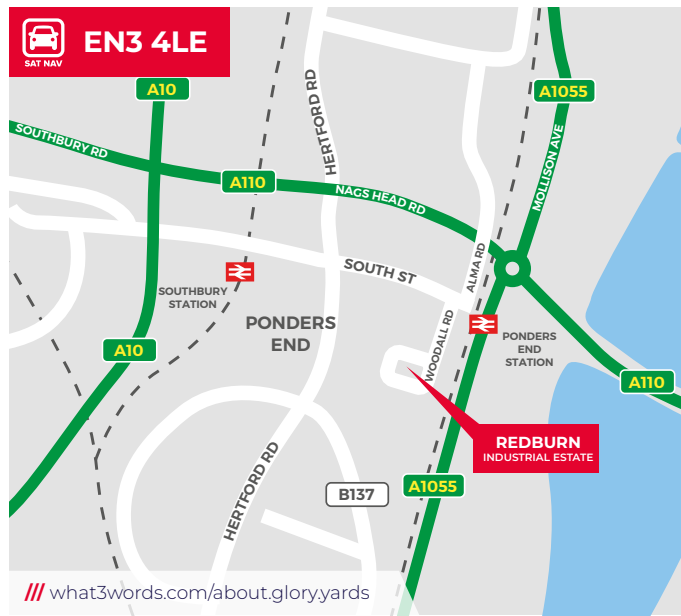 SAT NAV
EN3 4LE
A10
A1055
SOUTHBURY RD
HERTFORD RD
MOLLISON AVE
A110
NAGS HEAD RD
SOUTH ST
ALMA RD
SOUTHBURY
STATION
PONDERS
END
WOODALL RD
PONDERS
END
STATION
A10
A110
REDBURN
INDUSTRIAL ESTATE
HERTFORD RD
B137
A1055
/// what3words.com/about.glory.yards